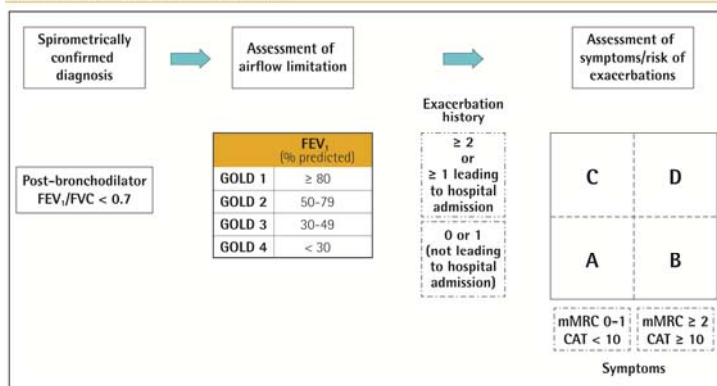 Spirometrically
confirmed
diagnosis
Assessment of
airflow limitation
Assessment of
symptoms/risk of
exacerbations
Post-bronchodilator
FEV₁/FVC < 0.7
FEV₁
(% predicted)
GOLD 1 ≥ 80
GOLD 2 50-79
GOLD 3 30-49
GOLD 4 < 30
Exacerbation
history
≥ 2
or
≥ 1 leading
to hospital
admission
0 or 1
(not leading
to hospital
admission)
C D
A B
mMRC 0-1 mMRC ≥ 2
CAT < 10 CAT ≥ 10
Symptoms